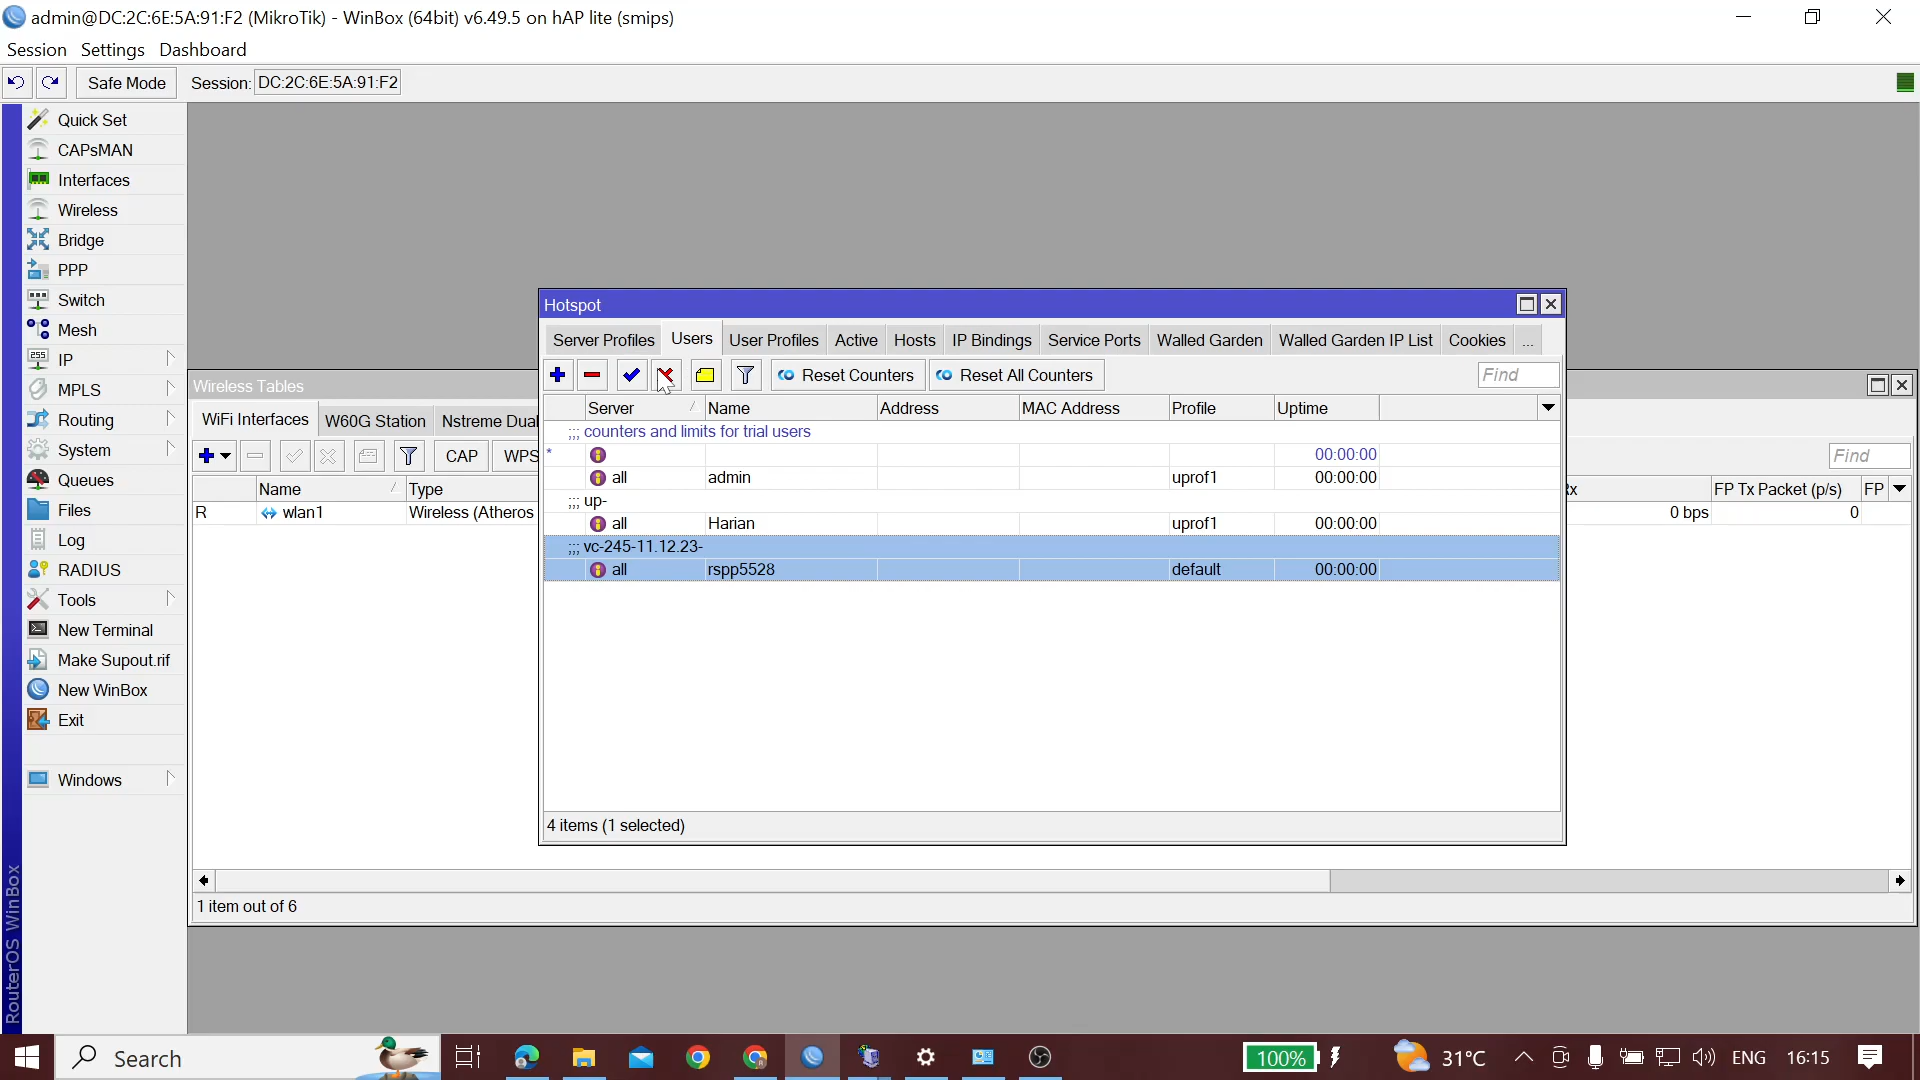 admin@DC:2C:6E:5A:91:F2 (MikroTik) - WinBox (64bit) v6.49.5 on hAP lite (smips)
Session Settings Dashboard
Safe Mode Session: DC:2C:6E:5A:91:F2
Quick Set
CAPsMAN
Interfaces
Wireless
Bridge
PPP
Switch
Mesh
IP
MPLS
Routing
System
Queues
Files
Log
RADIUS
Tools
New Terminal
Make Supout.rif
New WinBox
Exit
Windows
RouterOS WinBox
Wireless Tables
WiFi Interfaces W60G Station Nstreme Dual
CAP WPS Find
Name Type Rx FP Tx Packet (p/s) FP
R wlan1 Wireless (Atheros 0 bps 0
1 item out of 6
Hotspot
Server Profiles Users User Profiles Active Hosts IP Bindings Service Ports Walled Garden Walled Garden IP List Cookies ...
Reset Counters Reset All Counters Find
Server Name Address MAC Address Profile Uptime
;;; counters and limits for trial users
* 00:00:00
all admin uprof1 00:00:00
;;; up-
all Harian uprof1 00:00:00
;;; vc-245-11.12.23-
all rspp5528 default 00:00:00
4 items (1 selected)
Search 100% 31°C ENG 16:15